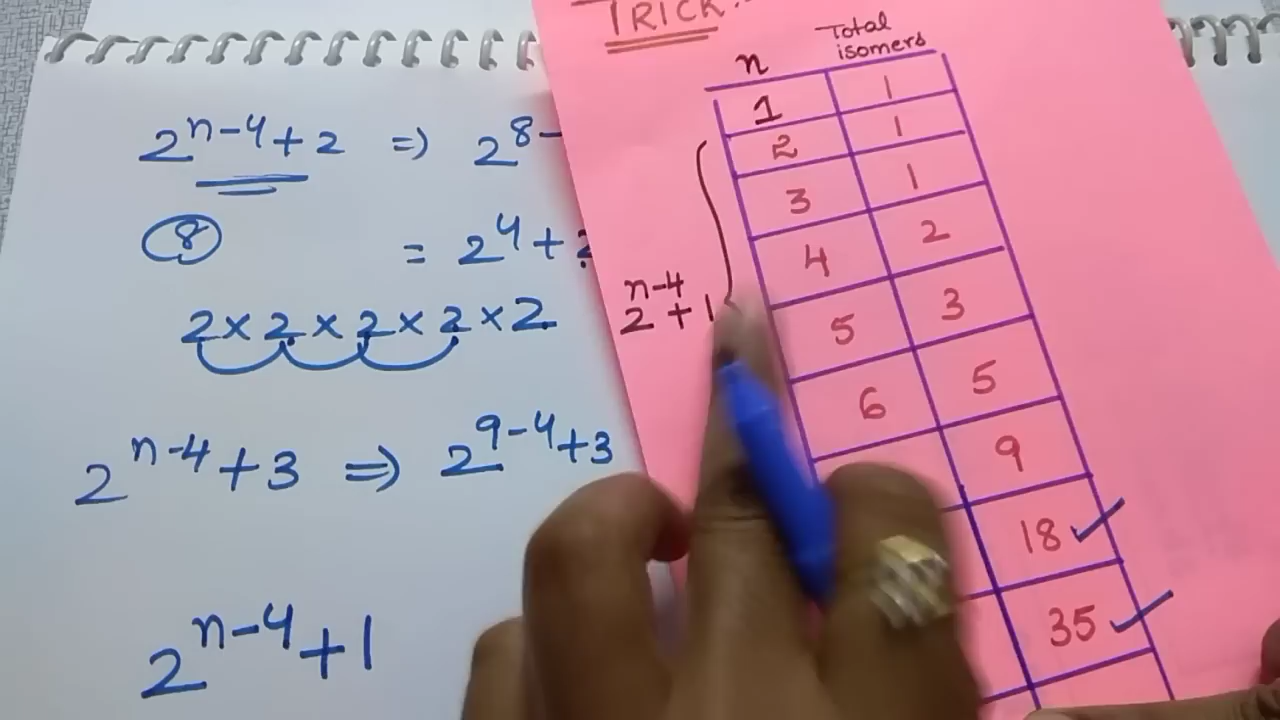 2^{n-4}+2 => 2^{8-
⑧ = 2^4+2
2×2×2×2×2
2^{n-4}+3 => 2^{9-4}+3
2^{n-4}+1
TRICK
n Total isomers
1 1
2 1
3 1
4 2
2^{n-4}+1
5 3
6 5
9
18 ✓
35 ✓